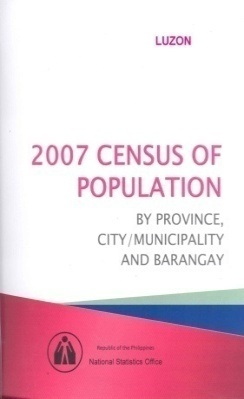 LUZON
2007 CENSUS OF
POPULATION
BY PROVINCE,
CITY/MUNICIPALITY
AND BARANGAY
Republic of the Philippines
National Statistics Office